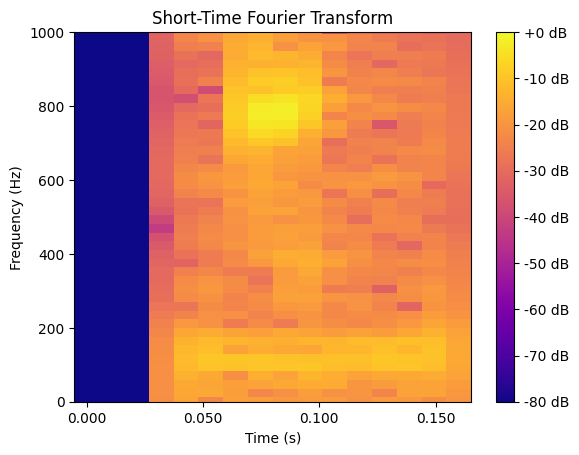 Short-Time Fourier Transform
Frequency (Hz)
1000
800
600
400
200
0
0.000
0.050
0.100
0.150
Time (s)
+0 dB
-10 dB
-20 dB
-30 dB
-40 dB
-50 dB
-60 dB
-70 dB
-80 dB